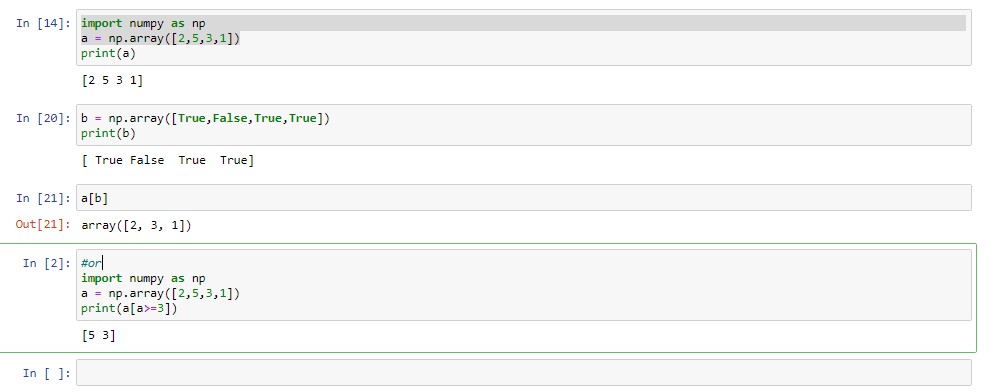 In [14]: import numpy as np
a = np.array([2,5,3,1])
print(a)
[2 5 3 1]
In [20]: b = np.array([True,False,True,True])
print(b)
[ True False  True  True]
In [21]: a[b]
Out[21]: array([2, 3, 1])
In [2]: #or
import numpy as np
a = np.array([2,5,3,1])
print(a[a>=3])
[5 3]
In [ ]: